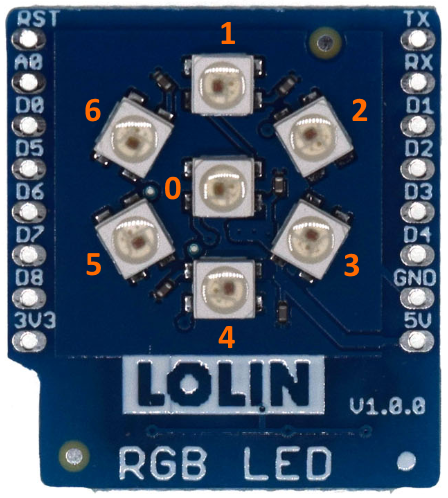 RST TX
1
A0 RX
6 2
D0 D1
D5 D2
0
D6 D3
D7 D4
5 3
D8 GND
3V3 5V
4
LOLIN
V1.0.0
RGB LED